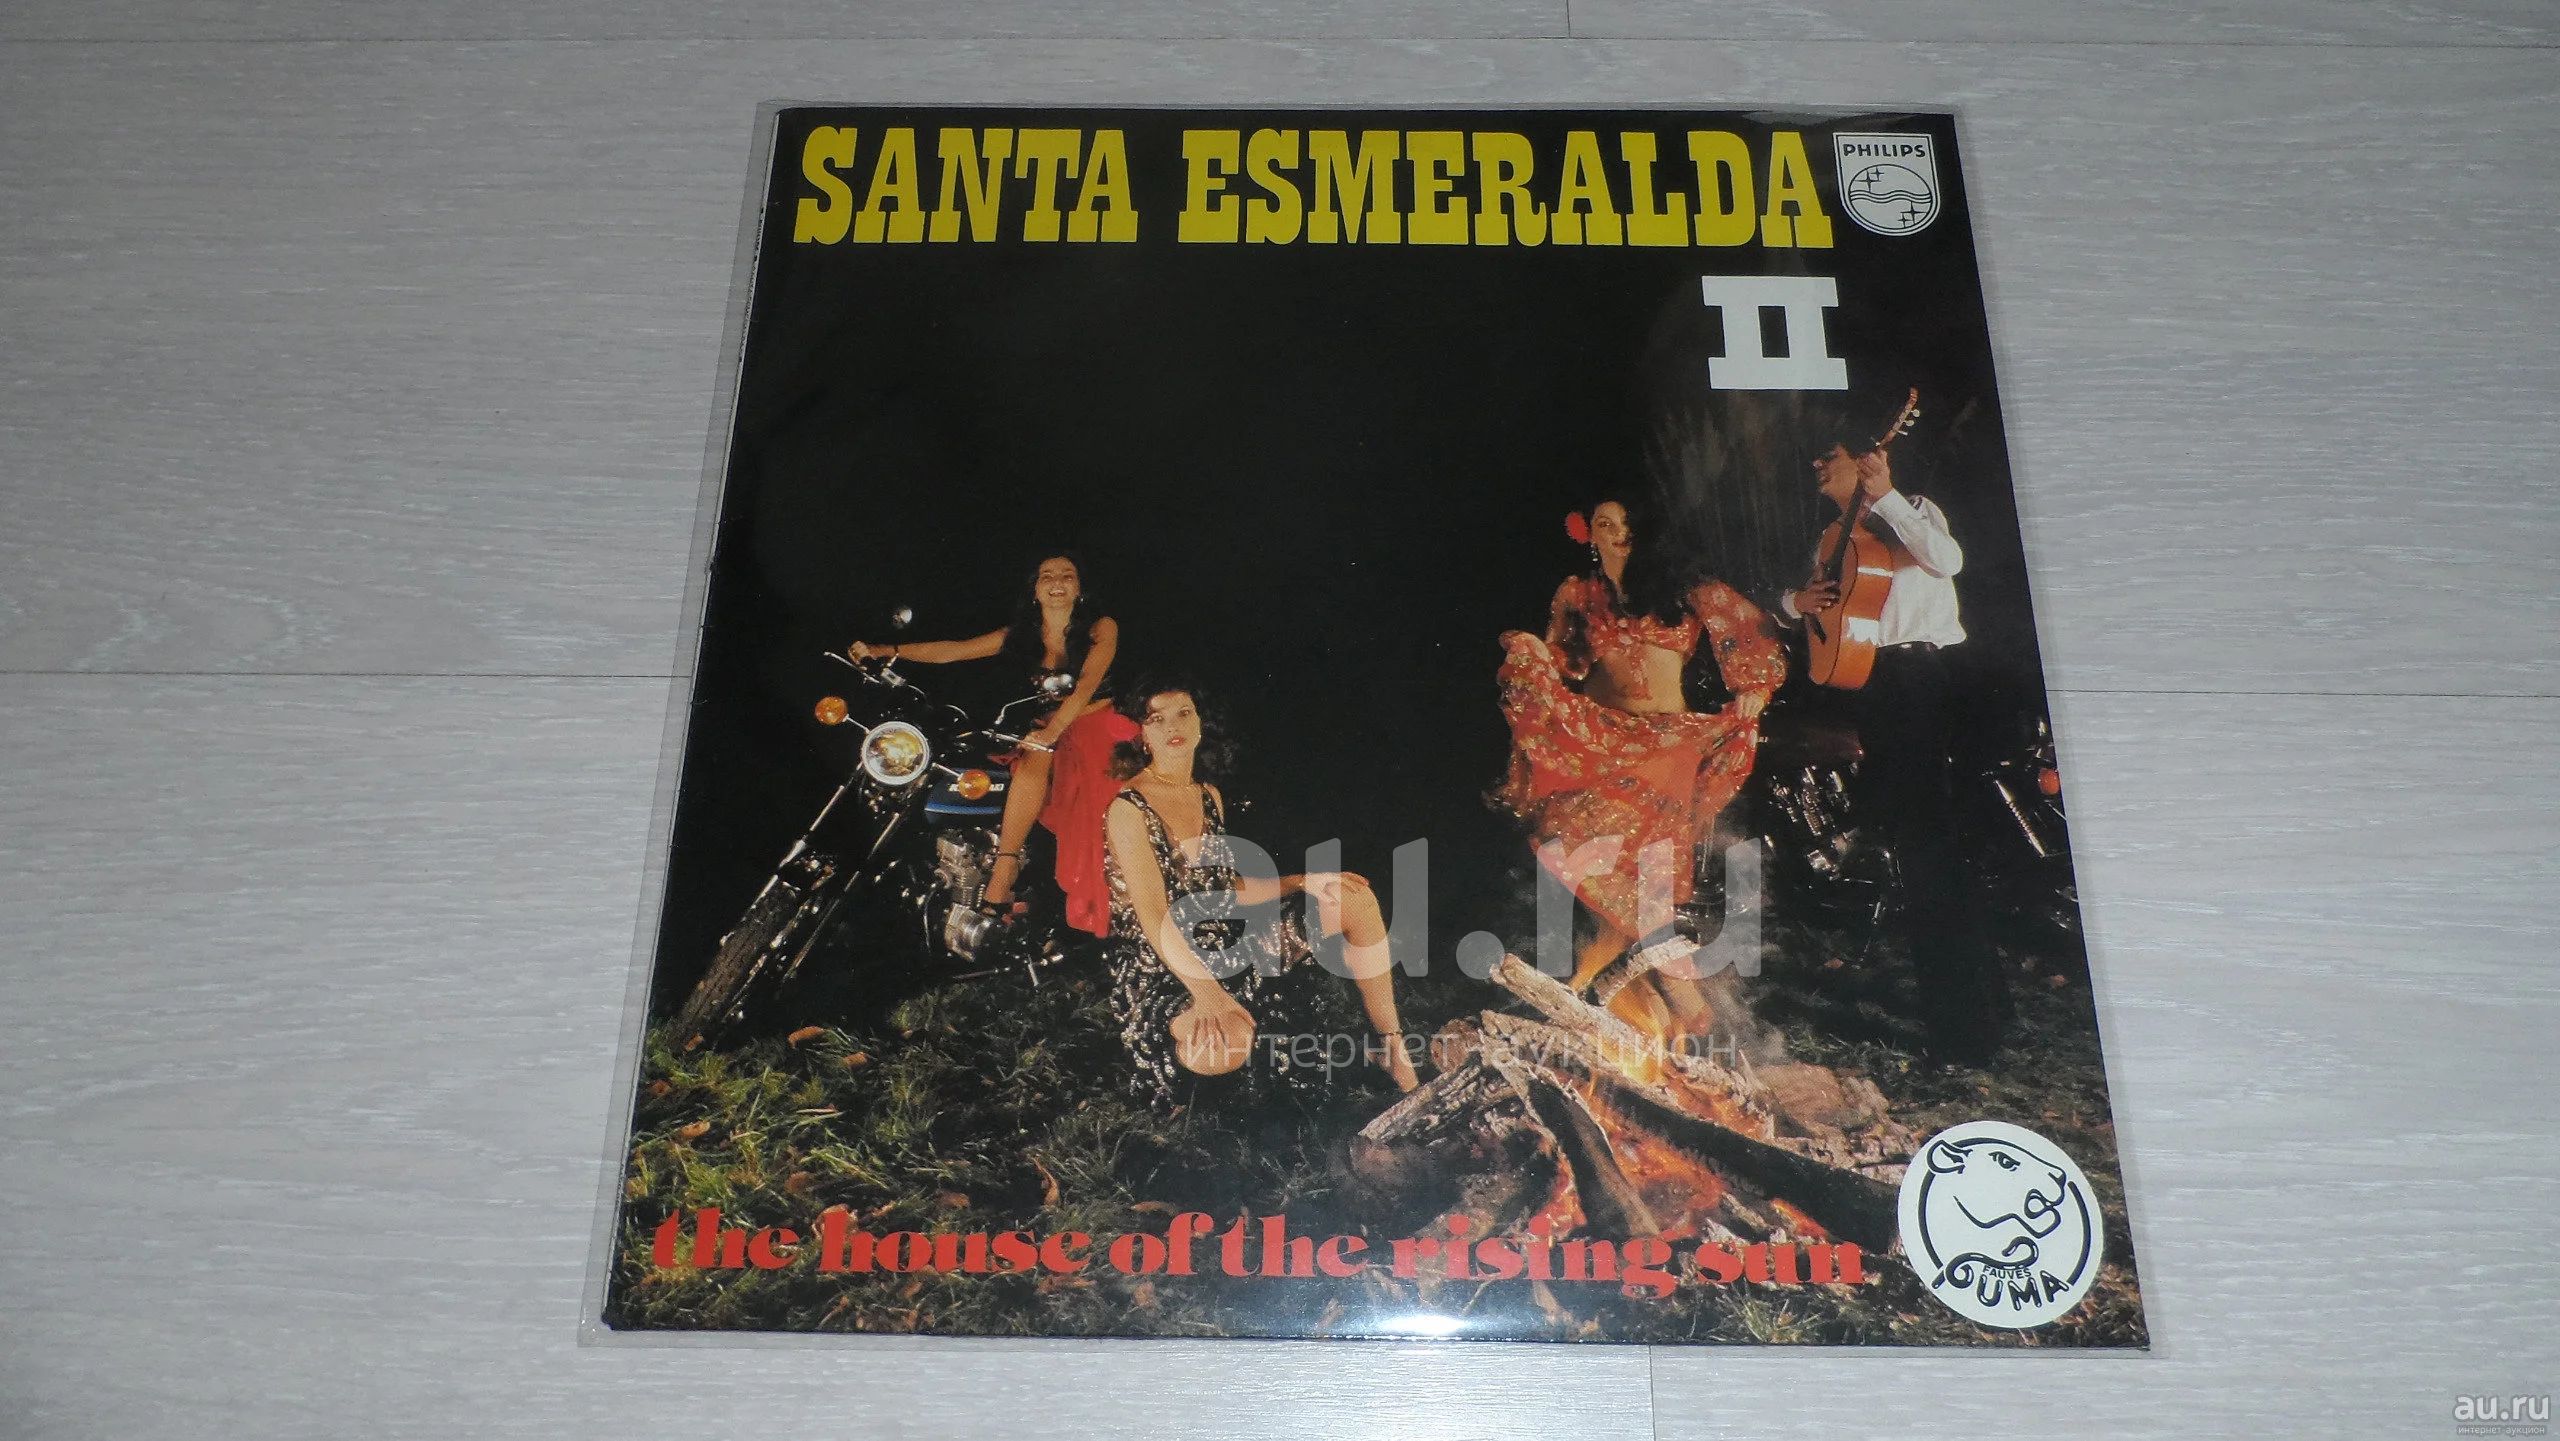 SANTA ESMERALDA
PHILIPS
II
au.ru
интернет-аукцион
the house of the rising sun
FAUVES
PUMA
au.ru
интернет-аукцион